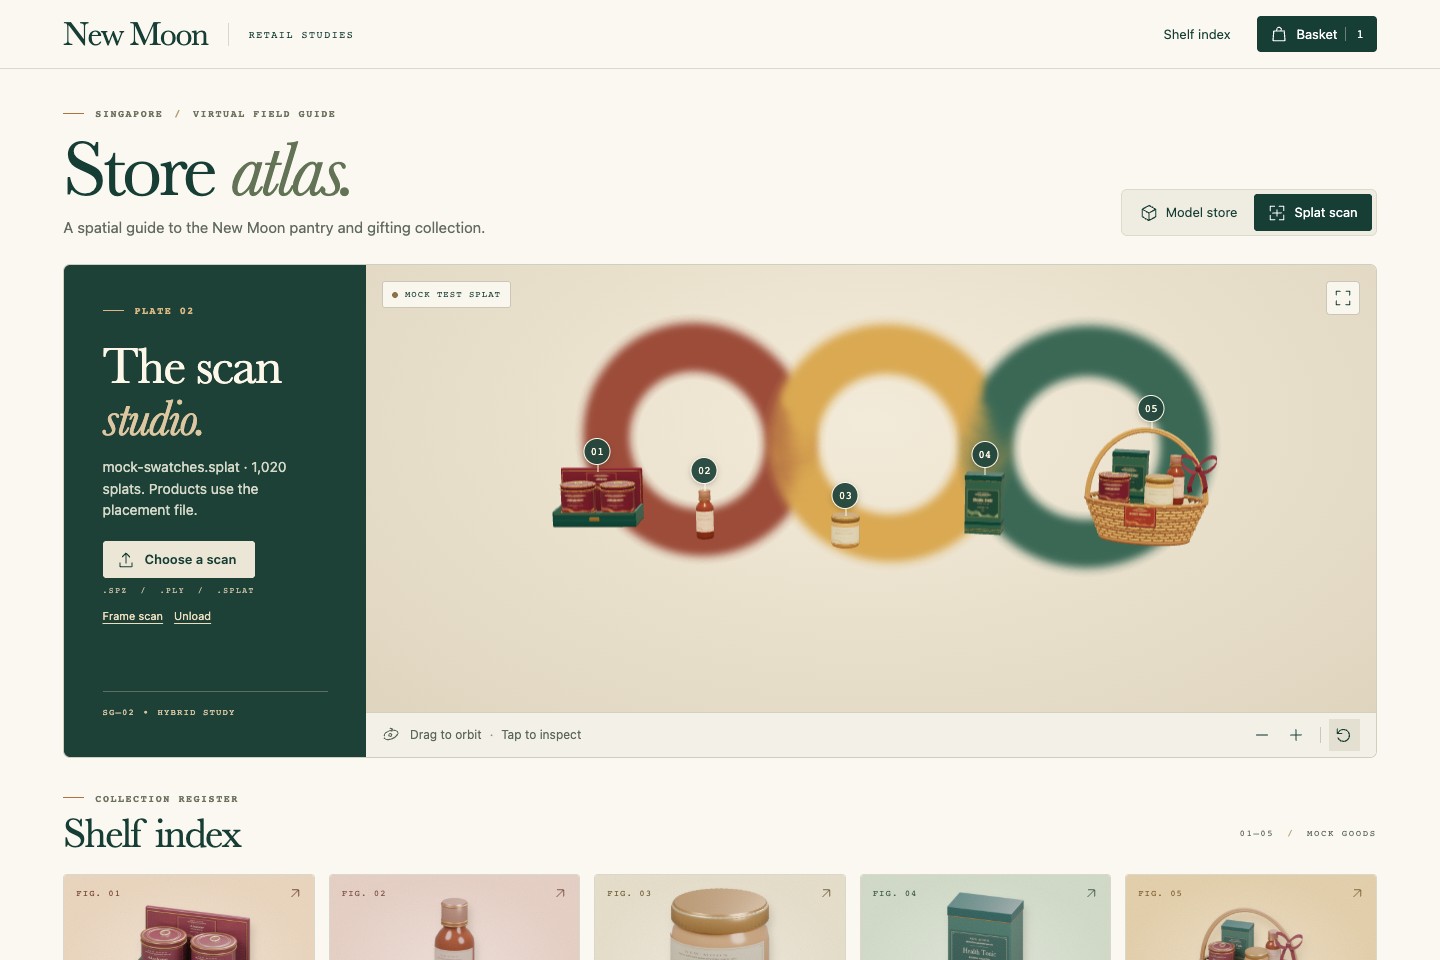 New Moon
RETAIL STUDIES
Shelf index
Basket
1
SINGAPORE / VIRTUAL FIELD GUIDE
Store atlas.
A spatial guide to the New Moon pantry and gifting collection.
Model store
Splat scan
PLATE 02
The scan
studio.
mock-swatches.splat · 1,020
splats. Products use the
placement file.
Choose a scan
.SPZ / .PLY / .SPLAT
Frame scan
Unload
SG—02 • HYBRID STUDY
MOCK TEST SPLAT
01
02
03
04
05
Drag to orbit · Tap to inspect
COLLECTION REGISTER
Shelf index
01—05 / MOCK GOODS
FIG. 01
FIG. 02
FIG. 03
FIG. 04
FIG. 05
Health Tonic